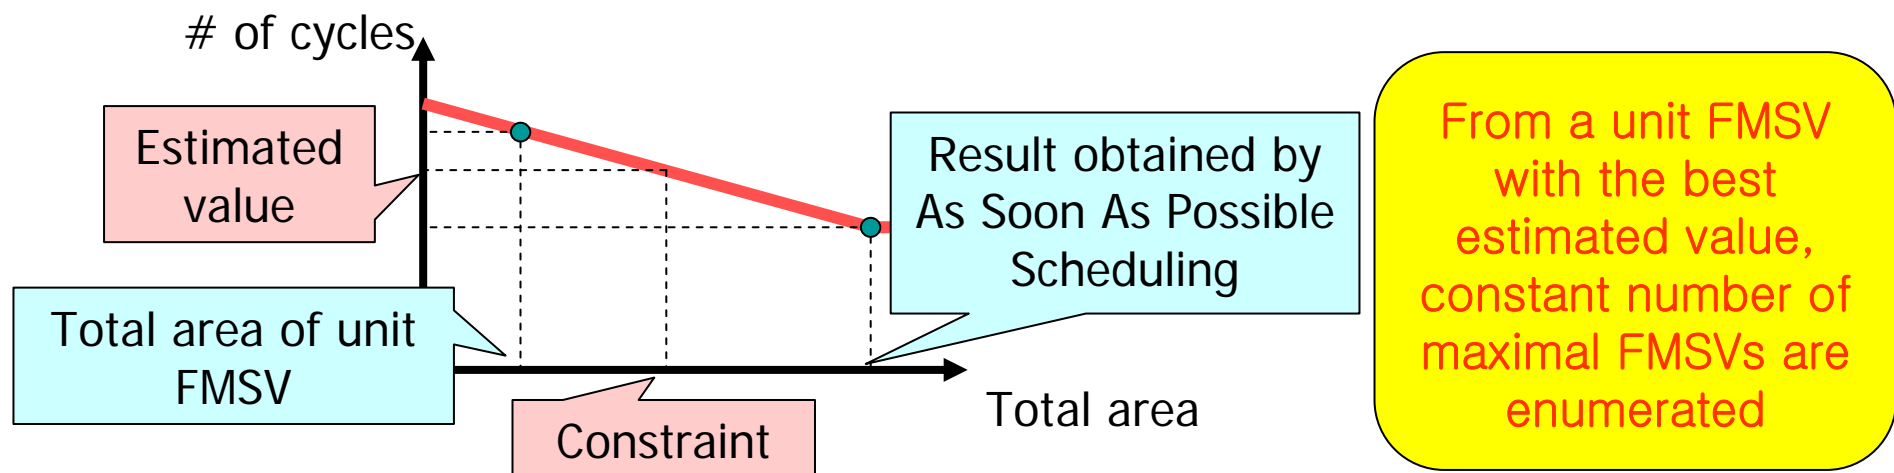 # of cycles
Estimated
value
Result obtained by
As Soon As Possible
Scheduling
Total area of unit
FMSV
Constraint
Total area
From a unit FMSV
with the best
estimated value,
constant number of
maximal FMSVs are
enumerated